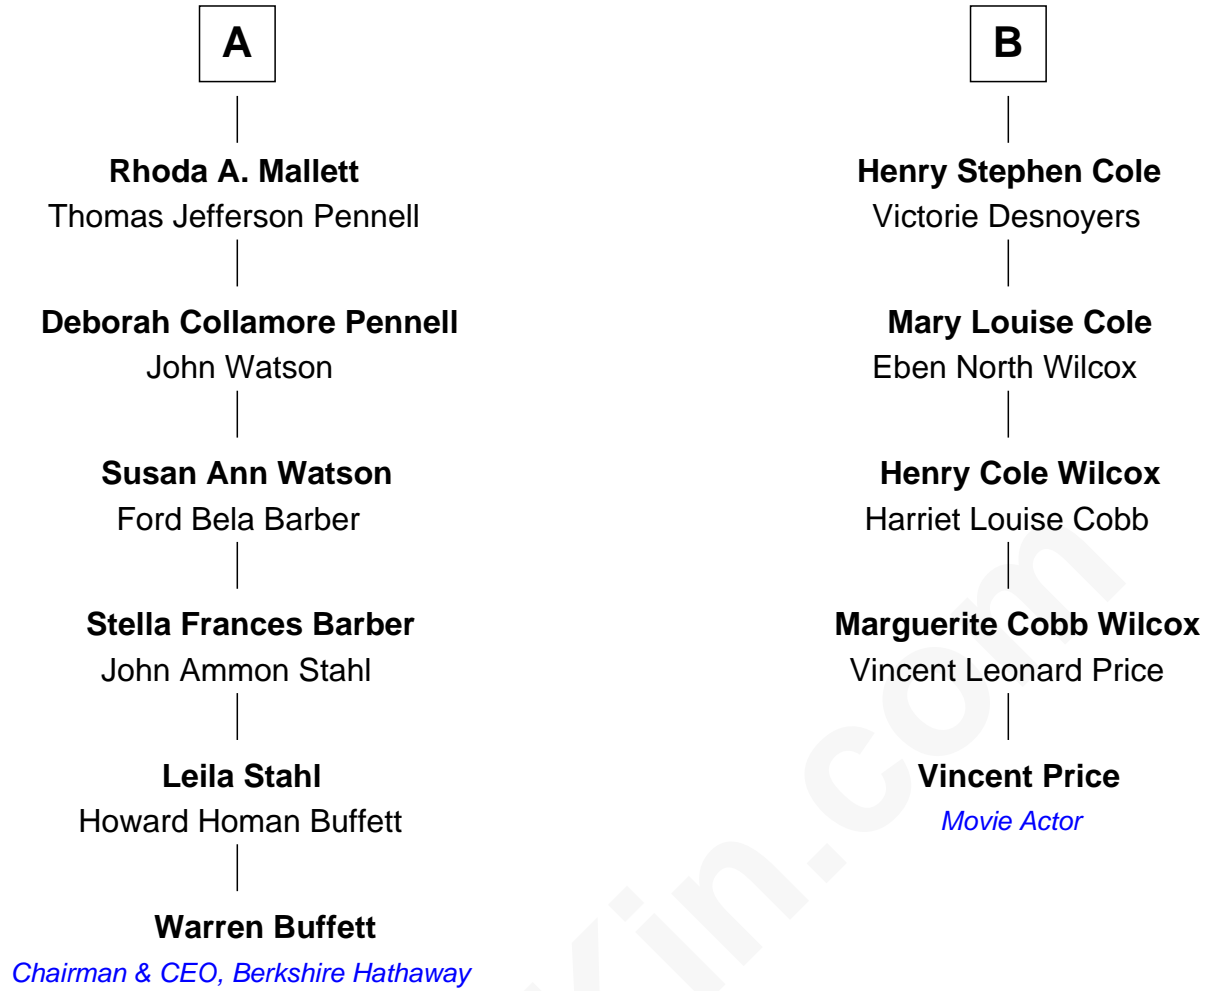 A
Rhoda A. Mallett
Thomas Jefferson Pennell
Deborah Collamore Pennell
John Watson
Susan Ann Watson
Ford Bela Barber
Stella Frances Barber
John Ammon Stahl
Leila Stahl
Howard Homan Buffett
Warren Buffett
Chairman & CEO, Berkshire Hathaway
B
Henry Stephen Cole
Victorie Desnoyers
Mary Louise Cole
Eben North Wilcox
Henry Cole Wilcox
Harriet Louise Cobb
Marguerite Cobb Wilcox
Vincent Leonard Price
Vincent Price
Movie Actor
Kin.com